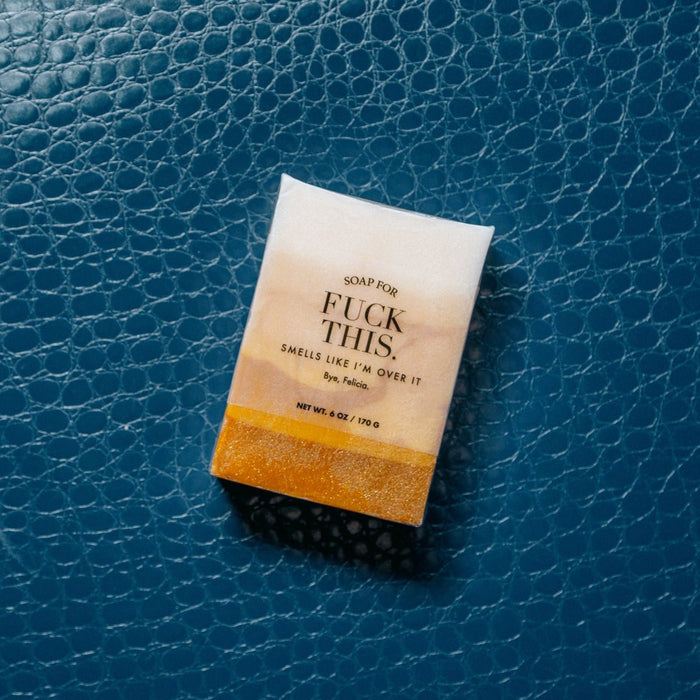 SOAP FOR
FUCK
THIS.
SMELLS LIKE I'M OVER IT
Bye, Felicia.
NET WT. 6 OZ / 170 G